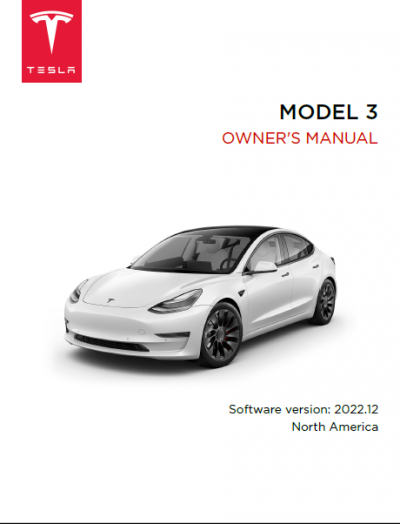 TESLA
MODEL 3
OWNER'S MANUAL
Software version: 2022.12
North America